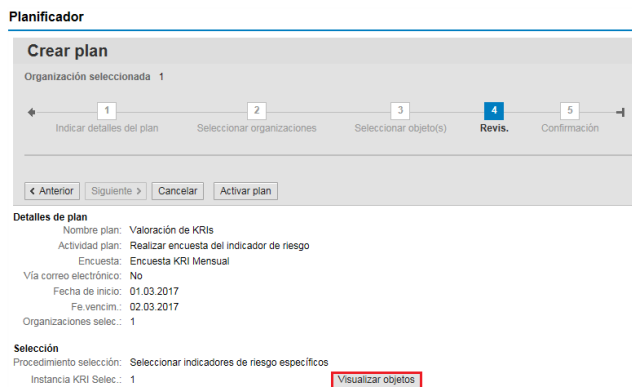 Planificador
Crear plan
Organización seleccionada 1
1 2 3 4 5
Indicar detalles del plan Seleccionar organizaciones Seleccionar objeto(s) Revis. Confirmación
< Anterior Siguiente > Cancelar Activar plan
Detalles de plan
Nombre plan: Valoración de KRIs
Actividad plan: Realizar encuesta del indicador de riesgo
Encuesta: Encuesta KRI Mensual
Vía correo electrónico: No
Fecha de inicio: 01.03.2017
Fe.vencim.: 02.03.2017
Organizaciones selec.: 1
Selección
Procedimiento selección: Seleccionar indicadores de riesgo específicos
Instancia KRI Selec.: 1 Visualizar objetos